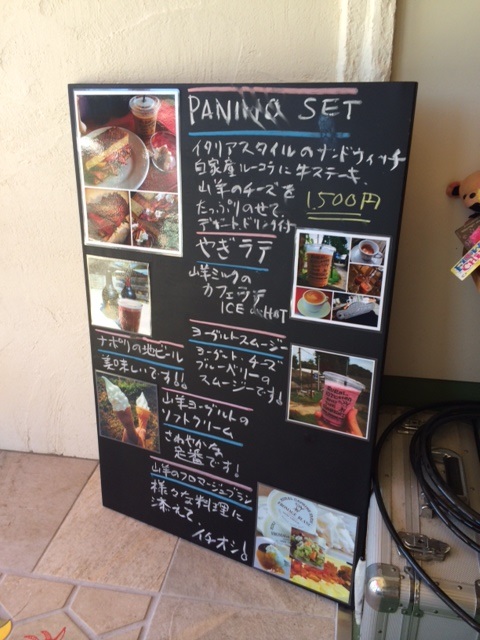 PANINO SET
イタリアスタイルのサンドウィッチ
自家産ルーコラに牛ステーキ、
山羊のチーズを
たっぷりのせて、
デザート、ドリンク付
1,500円
やぎラテ
山羊ミルクの
カフェラテ
ICE or HOT
ナポリの地ビール
美味しいです!!
ヨーグルトスムージー
ヨーグルト・チーズ
ブルーベリーの
スムージーです!!
山羊ヨーグルトの
ソフトクリーム
さわやかな
定番です!
山羊のフロマージュブラン
様々な料理に
添えて、
イチオシ!